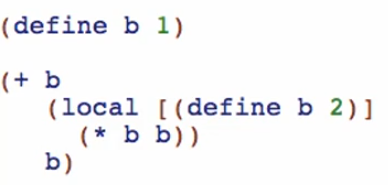 (define b 1)
(+ b
(local [(define b 2)]
(* b b))
b)